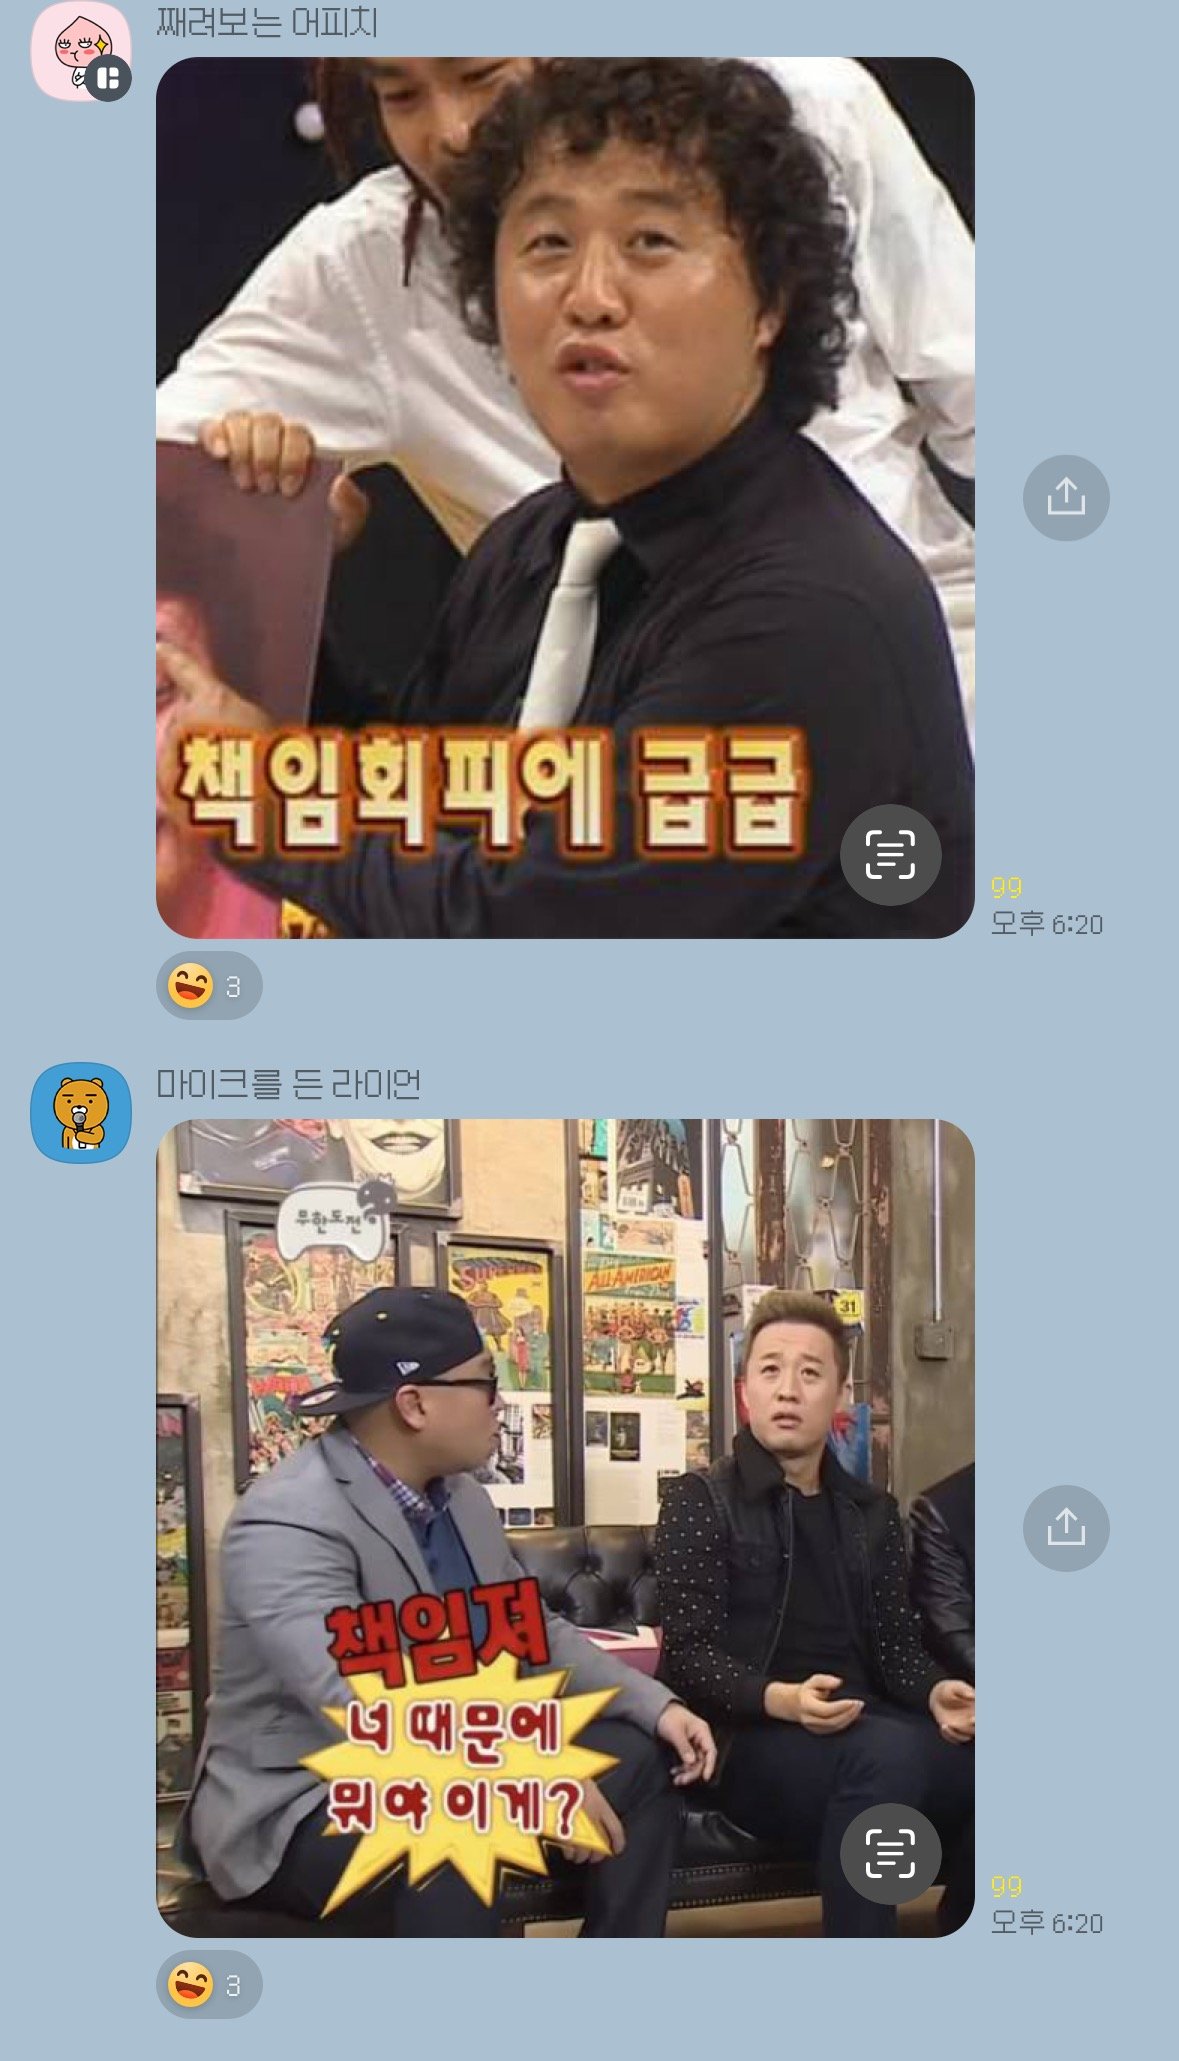 째려보는 어피치
책임회피에 급급
99
오후 6:20
3
마이크를 든 라이언
무한도전
SUMMER
ALL-AMERICAN
31
책임져
너 때문에
뭐야 이게?
99
오후 6:20
3